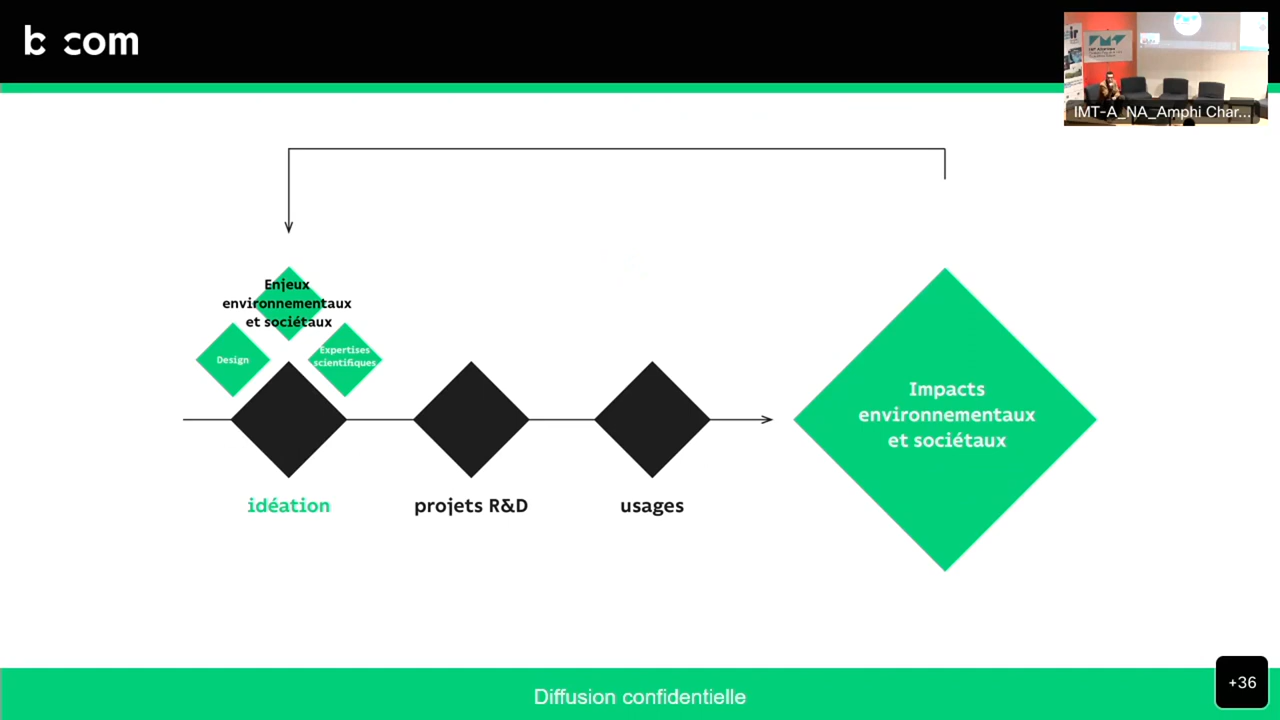 b com
IMT-A_NA_Amphi Char...
Enjeux
environnementaux
et sociétaux
Design
Expertises
scientifiques
Impacts
environnementaux
et sociétaux
idéation
projets R&D
usages
Diffusion confidentielle
+36